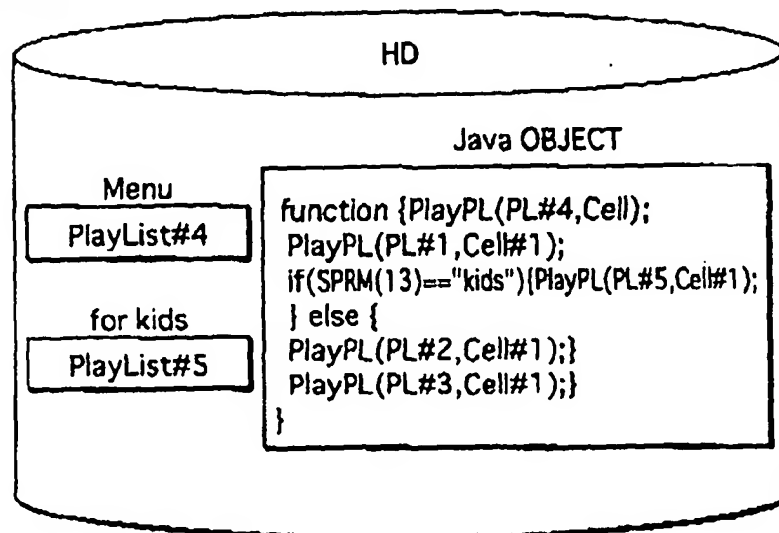 HD
Java OBJECT
Menu
PlayList#4
for kids
PlayList#5
function {PlayPL(PL#4,Cell);
PlayPL(PL#1,Cell#1);
if(SPRM(13)=="kids"){PlayPL(PL#5,Cell#1);
} else {
PlayPL(PL#2,Cell#1);}
PlayPL(PL#3,Cell#1);}
}